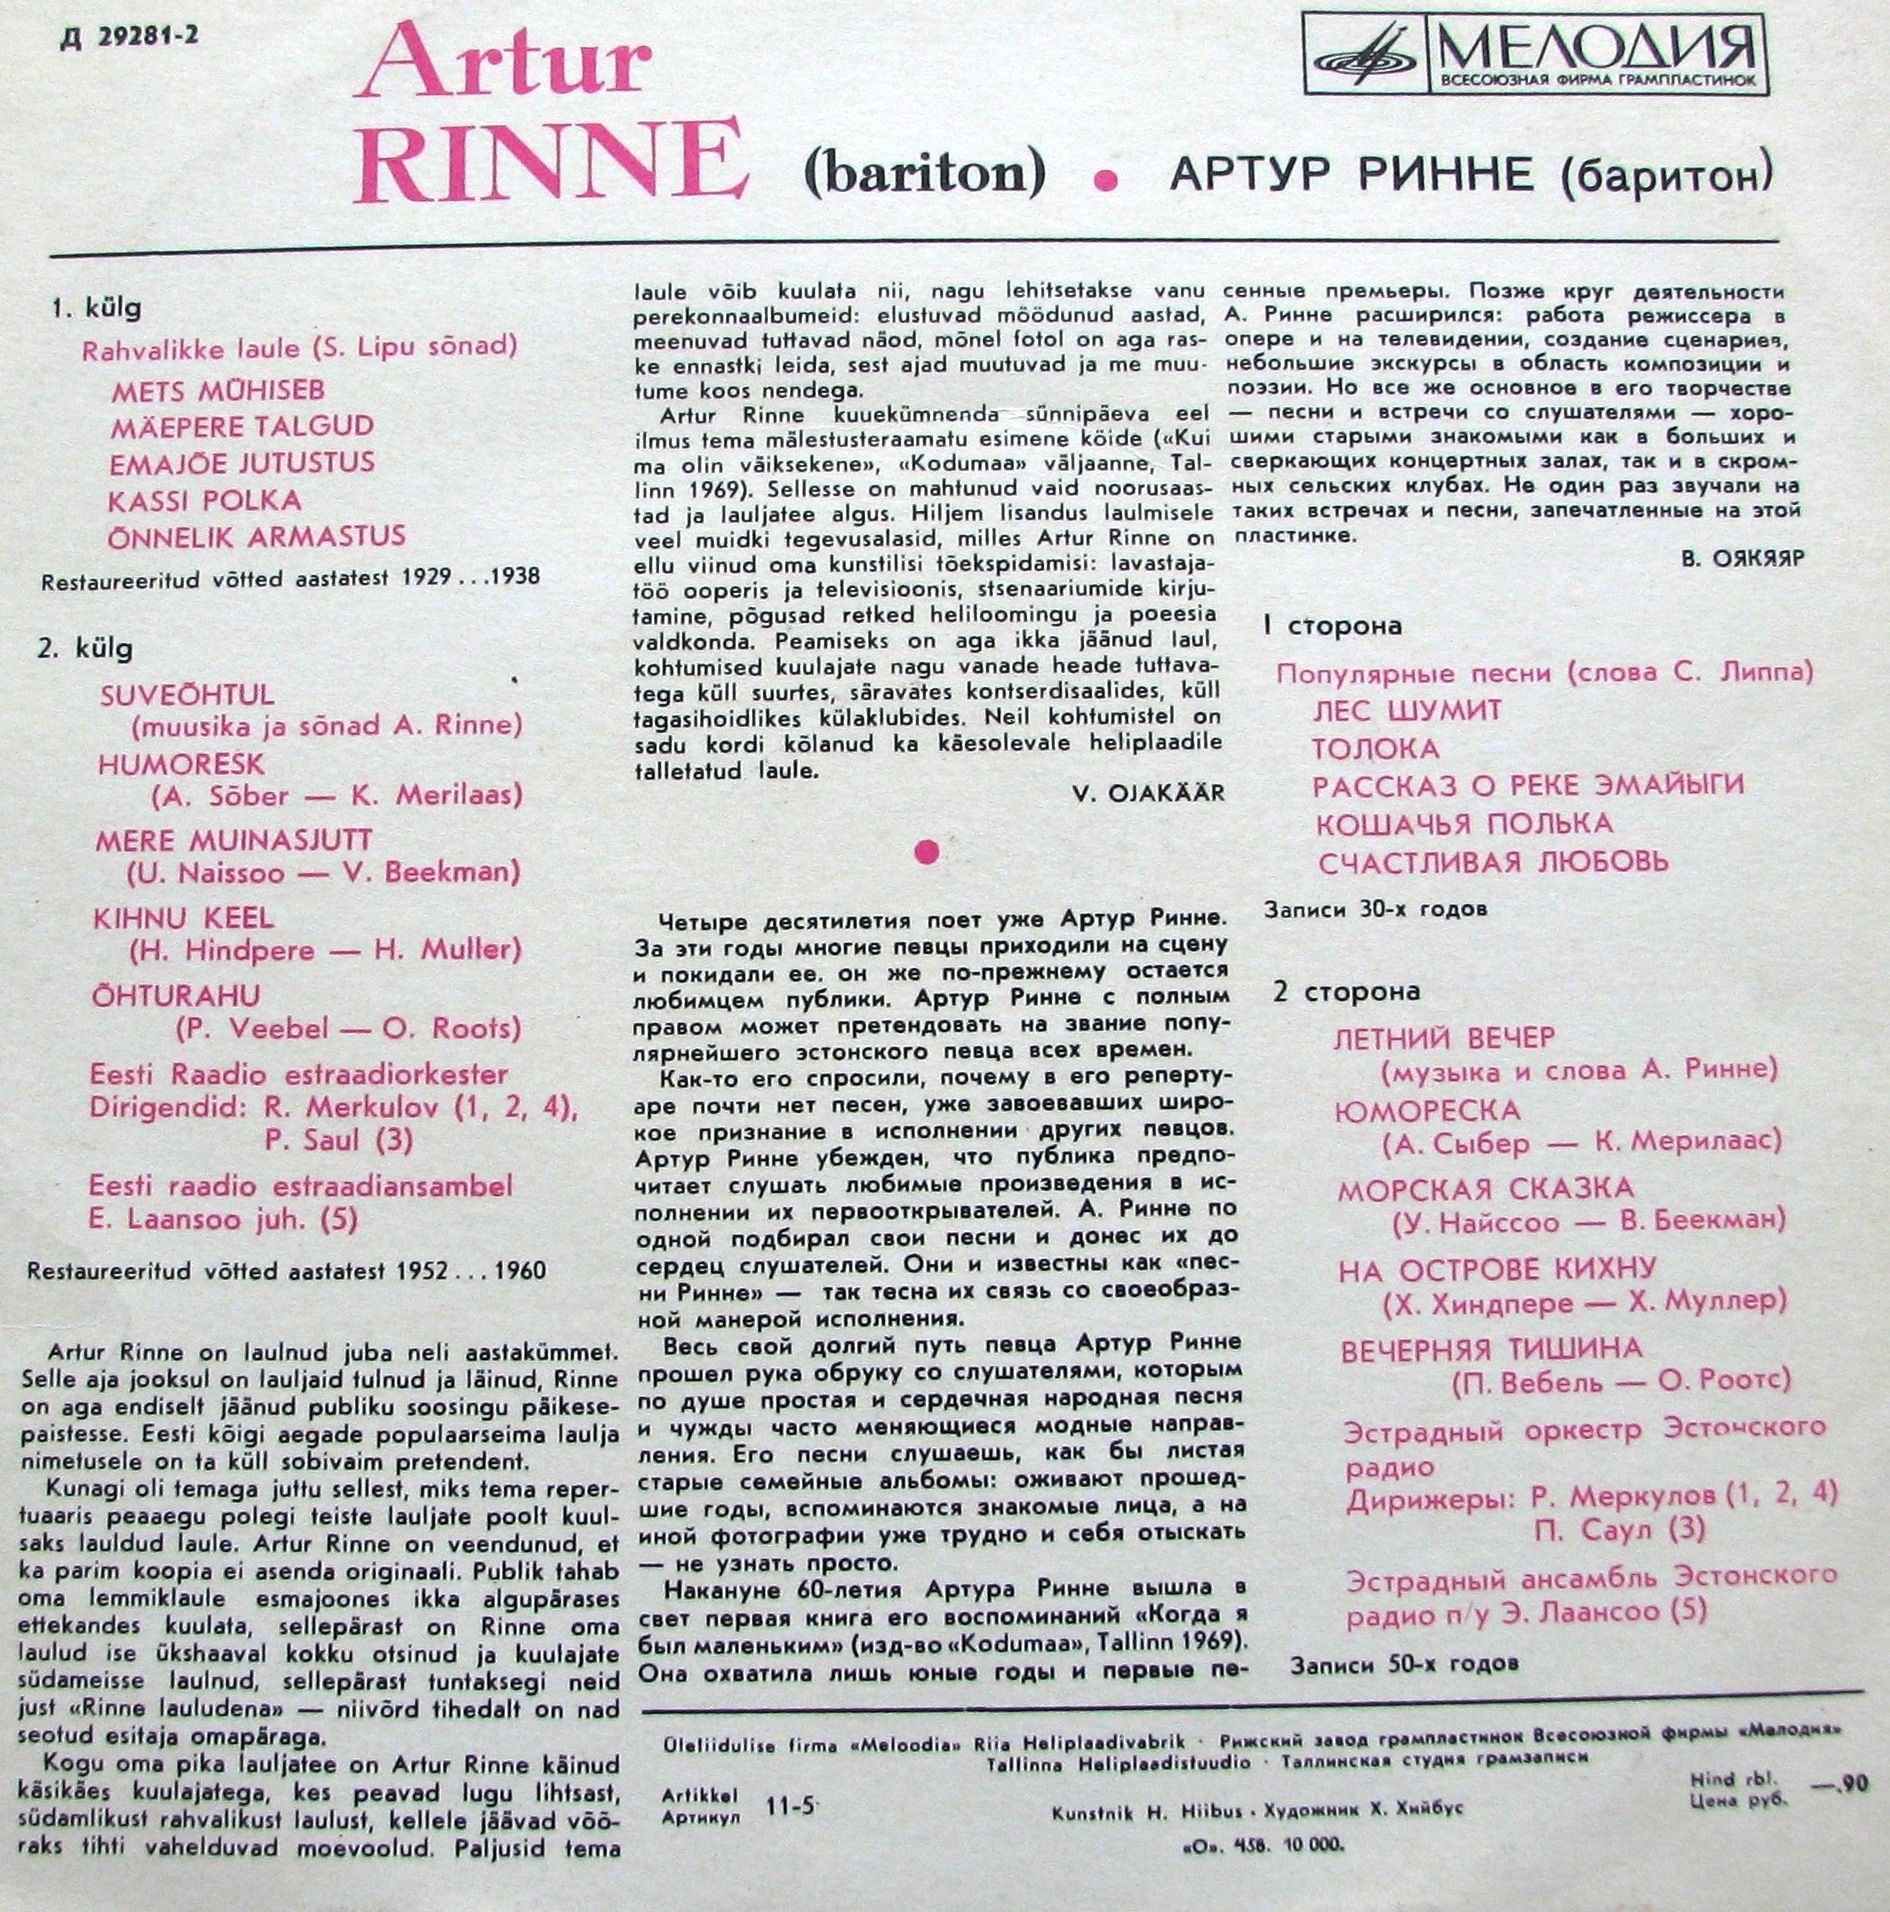 Д 29281-2
Artur
RINNE (bariton) • АРТУР РИННЕ (баритон)
МЕЛОДИЯ
ВСЕСОЮЗНАЯ ФИРМА ГРАМПЛАСТИНОК
1. külg
Rahvalikke laule (S. Lipu sõnad)
METS MÜHISEB
MÄEPERE TALGUD
EMAJÕE JUTUSTUS
KASSI POLKA
ÕNNELIK ARMASTUS
Restaureeritud võtted aastatest 1929...1938
2. külg
SUVEÕHTUL
(muusika ja sõnad A. Rinne)
HUMORESK
(A. Sõber — K. Merilaas)
MERE MUINASJUTT
(U. Naissoo — V. Beekman)
KIHNU KEEL
(H. Hindpere — H. Muller)
ÕHTURAHU
(P. Veebel — O. Roots)
Eesti Raadio estraadiorkester
Dirigendid: R. Merkulov (1, 2, 4),
P. Saul (3)
Eesti raadio estraadiansambel
E. Laansoo juh. (5)
Restaureeritud võtted aastatest 1952...1960
Artur Rinne on laulnud juba neli aastakümmet.
Selle aja jooksul on lauljaid tulnud ja läinud, Rinne
on aga endiselt jäänud publiku soosingu päikese-
paistesse. Eesti kõigi aegade populaarseima laulja
nimetusele on ta küll sobivaim pretendent.
Kunagi oli temaga juttu sellest, miks tema reper-
tuaaris peaaegu polegi teiste lauljate poolt kuul-
saks lauldud laule. Artur Rinne on veendunud, et
ka parim koopia ei asenda originaali. Publik tahab
oma lemmiklaule esmajoones ikka algupärases
ettekandes kuulata, sellepärast on Rinne oma
laulud ise ükshaaval kokku otsinud ja kuulajate
südameisse laulnud, sellepärast tuntaksegi neid
just «Rinne lauludena» — niivõrd tihedalt on nad
seotud esitaja omapäraga.
Kogu oma pika lauljatee on Artur Rinne käinud
käsikäes kuulajatega, kes peavad lugu lihtsast,
südamlikust rahvalikust laulust, kellele jäävad võõ-
raks tihti vahelduvad moevoolud. Paljusid tema
laule võib kuulata nii, nagu lehitsetakse vanu
perekonnaalbumeid: elustuvad möödunud aastad,
meenuvad tuttavad näod, mõnel fotol on aga ras-
ke ennastki leida, sest ajad muutuvad ja me muu-
tume koos nendega.
Artur Rinne kuuekümnenda sünnipäeva eel
ilmus tema mälestusteraamatu esimene köide («Kui
ma olin väiksekene», «Kodumaa» väljaanne, Tal-
linn 1969). Sellesse on mahtunud vaid noorusaas-
tad ja lauljatee algus. Hiljem lisandus laulmisele
veel muidki tegevusalasid, milles Artur Rinne on
ellu viinud oma kunstilisi tõekspidamisi: lavastaja-
töö ooperis ja televisioonis, stsenaariumide kirju-
tamine, põgusad retked heliloomingu ja poeesia
valdkonda. Peamiseks on aga ikka jäänud laul,
kohtumised kuulajate nagu vanade heade tuttava-
tega küll suurtes, säravates kontserdisaalides, küll
tagasihoidlikes külaklubides. Neil kohtumistel on
sadu kordi kõlanud ka käesolevale heliplaadile
talletatud laule.
V. OJAKÄÄR
•
Четыре десятилетия поет уже Артур Ринне.
За эти годы многие певцы приходили на сцену
и покидали ее. он же по-прежнему остается
любимцем публики. Артур Ринне с полным
правом может претендовать на звание попу-
лярнейшего эстонского певца всех времен.
Как-то его спросили, почему в его реперту-
аре почти нет песен, уже завоевавших широ-
кое признание в исполнении других певцов.
Артур Ринне убежден, что публика предпо-
читает слушать любимые произведения в ис-
полнении их первооткрывателей. А. Ринне по
одной подбирал свои песни и донес их до
сердец слушателей. Они и известны как «пес-
ни Ринне» — так тесна их связь со своеобраз-
ной манерой исполнения.
Весь свой долгий путь певца Артур Ринне
прошел рука обруку со слушателями, которым
по душе простая и сердечная народная песня
и чужды часто меняющиеся модные направ-
ления. Его песни слушаешь, как бы листая
старые семейные альбомы: оживают прошед-
шие годы, вспоминаются знакомые лица, а на
иной фотографии уже трудно и себя отыскать
— не узнать просто.
Накануне 60-летия Артура Ринне вышла в
свет первая книга его воспоминаний «Когда я
был маленьким» (изд-во «Kodumaa», Tallinn 1969).
Она охватила лишь юные годы и первые пе-
сенные премьеры. Позже круг деятельности
А. Ринне расширился: работа режиссера в
опере и на телевидении, создание сценариев,
небольшие экскурсы в область композиции и
поэзии. Но все же основное в его творчестве
— песни и встречи со слушателями — хоро-
шими старыми знакомыми как в больших и
сверкающих концертных залах, так и в скром-
ных сельских клубах. Не один раз звучали на
таких встречах и песни, запечатленные на этой
пластинке.
В. ОЯКЯЯР
I сторона
Популярные песни (слова С. Липпа)
ЛЕС ШУМИТ
ТОЛОКА
РАССКАЗ О РЕКЕ ЭМАЙЫГИ
КОШАЧЬЯ ПОЛЬКА
СЧАСТЛИВАЯ ЛЮБОВЬ
Записи 30-х годов
2 сторона
ЛЕТНИЙ ВЕЧЕР
(музыка и слова А. Ринне)
ЮМОРЕСКА
(А. Сыбер — К. Мерилаас)
МОРСКАЯ СКАЗКА
(У. Найссоо — В. Беекман)
НА ОСТРОВЕ КИХНУ
(Х. Хиндпере — Х. Муллер)
ВЕЧЕРНЯЯ ТИШИНА
(П. Вебель — О. Роотс)
Эстрадный оркестр Эстонского
радио
Дирижеры: Р. Меркулов (1, 2, 4)
П. Саул (3)
Эстрадный ансамбль Эстонского
радио п/у Э. Лаансоо (5)
Записи 50-х годов
Üleliidulise firma «Meloodia» Riia Heliplaadivabrik · Рижский завод грампластинок Всесоюзной фирмы «Мелодия»
Tallinna Heliplaadistuudio · Таллинская студия грамзаписи
Artikkel
Артикул 11-5
Kunstnik H. Hiibus · Художник Х. Хийбус
Hind rbl.
Цена руб. —.90
«О». 458. 10 000.